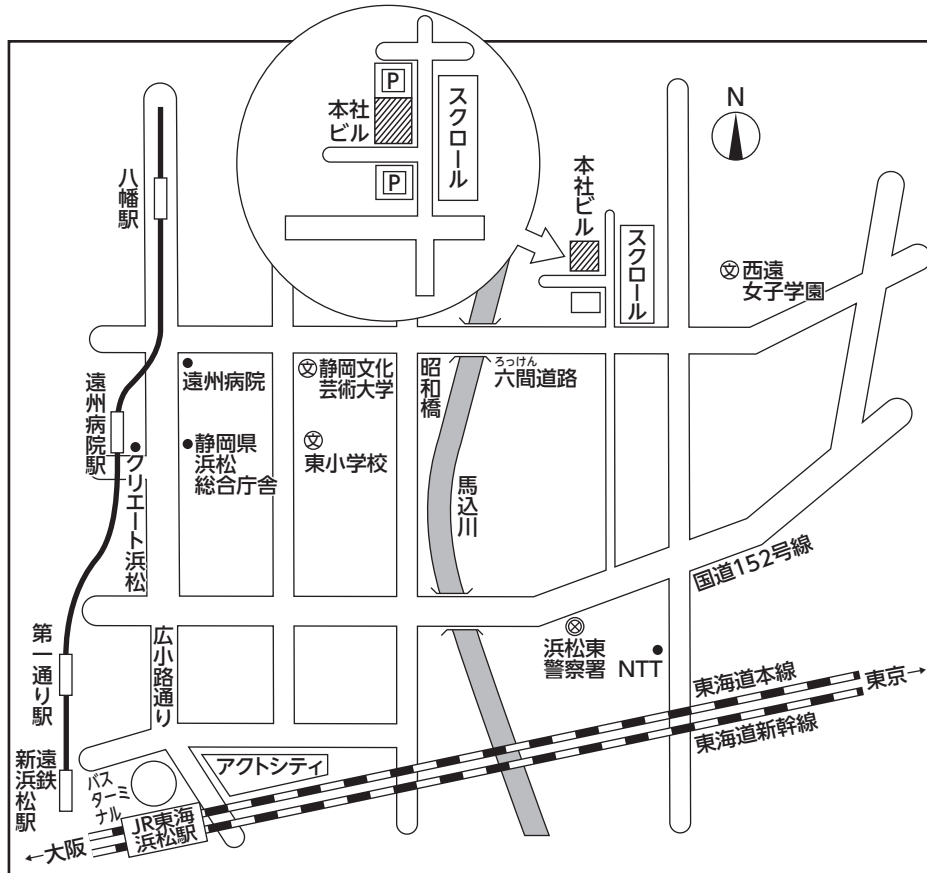 P
本社
ビル
P
スクロール
N
八幡駅
本社ビル
スクロール
西遠
女子学園
文
遠州病院
文
静岡文化
芸術大学
昭和橋
ろっけん
六間道路
遠州病院駅
クリエート浜松
静岡県
浜松
総合庁舎
文
東小学校
馬込川
国道152号線
第一通り駅
広小路通り
浜松東
警察署
NTT
東海道本線
東京→
東海道新幹線
遠鉄
新浜松駅
バス
ターミ
ナル
アクトシティ
JR東海
浜松駅
←大阪